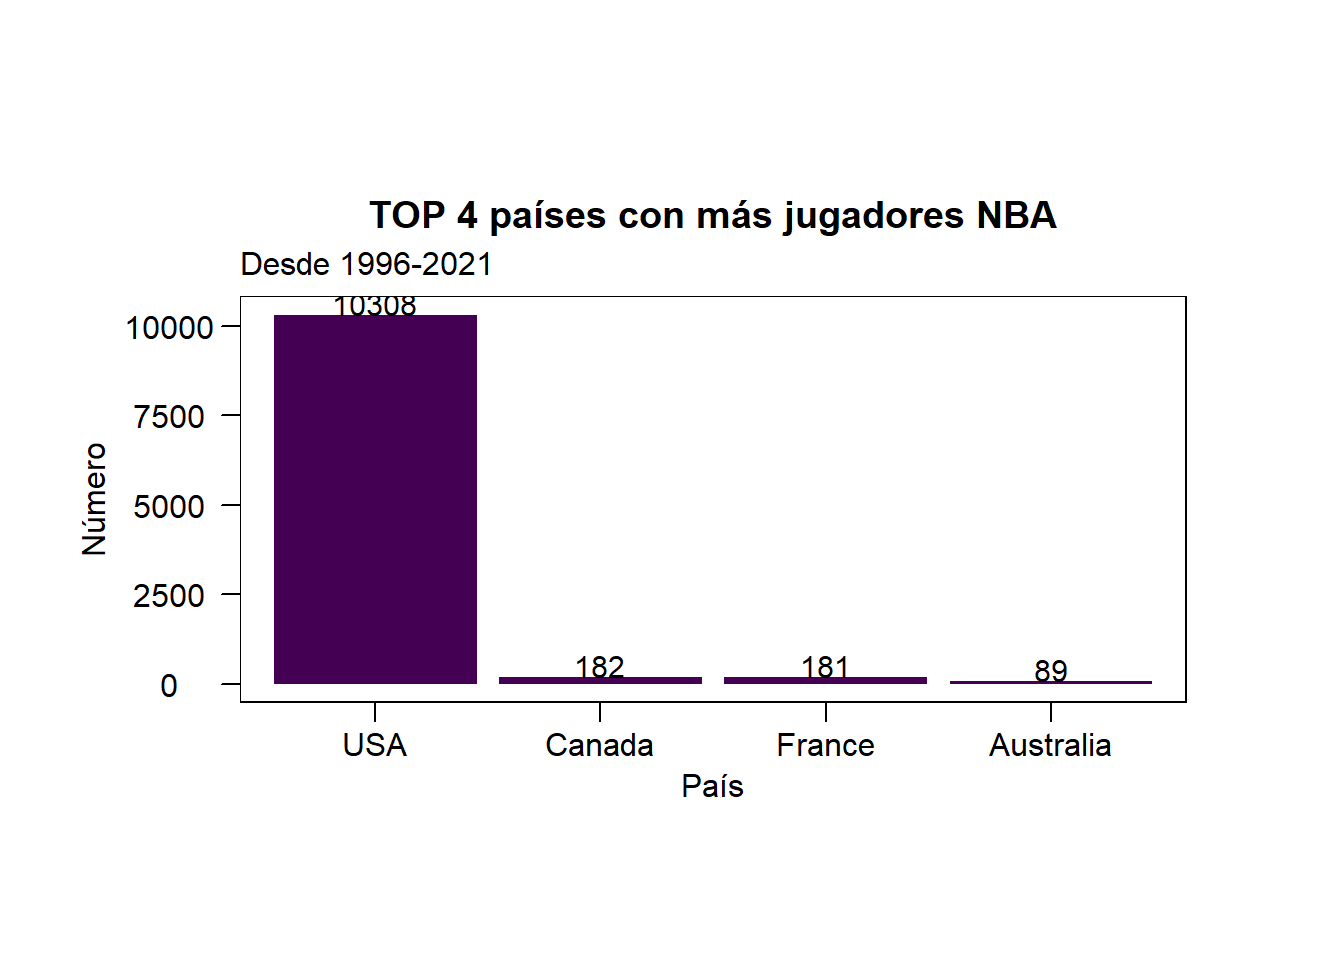 TOP 4 países con más jugadores NBA
Desde 1996-2021
10308
10000
7500
5000
2500
0
Número
182
181
89
USA
Canada
France
Australia
País